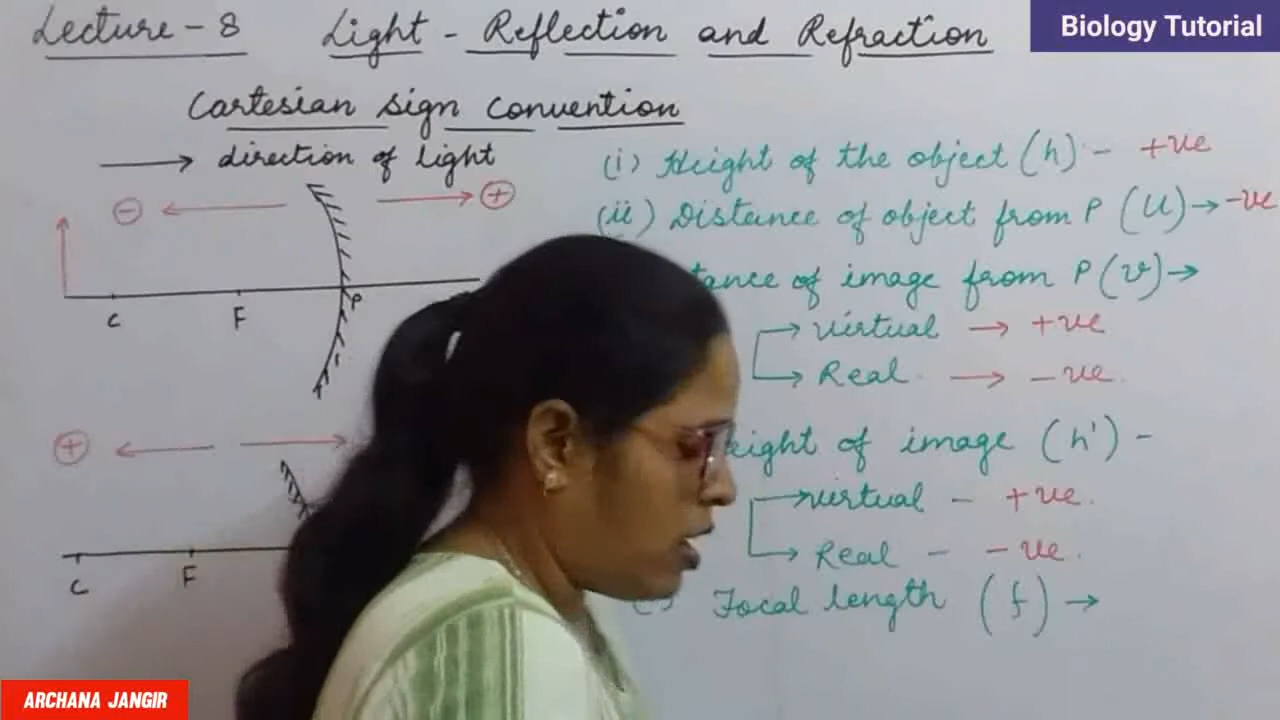 Lecture - 8 Light - Reflection and Refraction
Biology Tutorial
Cartesian sign convention
→ direction of light
⊖ ← → ⊕
C F P
⊕ ← →
C F
(i) Height of the object (h) - +ve
(ii) Distance of object from P (u) → -ve
tance of image from P (v) →
→ virtual → +ve
→ Real → -ve.
eight of image (h') -
→ virtual - +ve.
→ Real - -ve.
Focal length (f) →
ARCHANA JANGIR